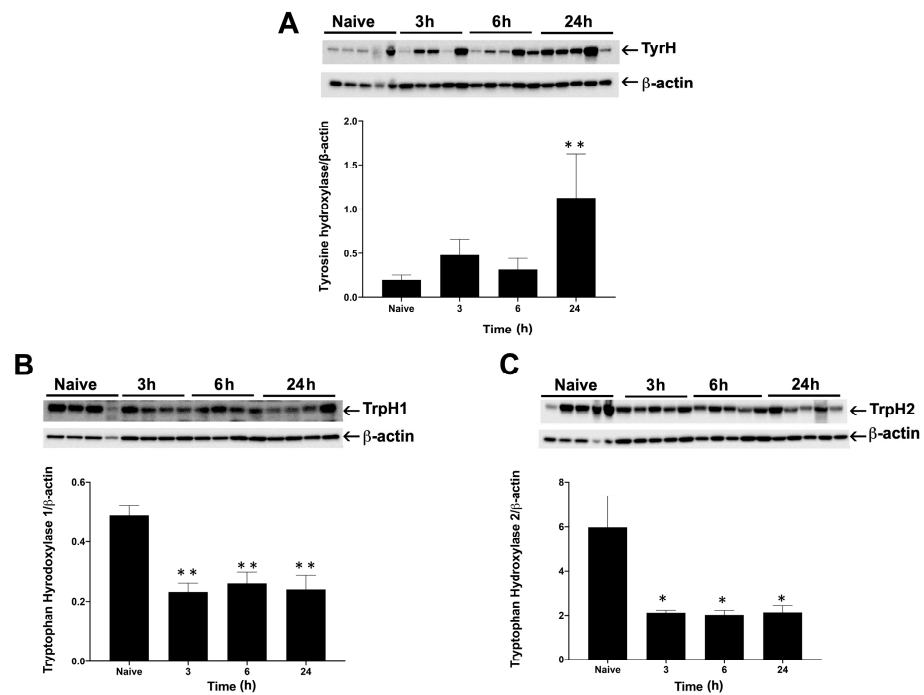 A
Naive 3h 6h 24h
←TyrH
←β-actin
Tyrosine hydroxylase/β-actin
2.0
1.5
1.0
0.5
0.0
**
Naive 3 6 24
Time (h)
B
Naive 3h 6h 24h
←TrpH1
←β-actin
Tryptophan Hyrodoxylase 1/β-actin
0.6
0.4
0.2
0.0
** ** **
Naive 3 6 24
Time (h)
C
Naive 3h 6h 24h
←TrpH2
←β-actin
Tryptophan Hydroxylase 2/β-actin
8
6
4
2
0
* * *
Naive 3 6 24
Time (h)